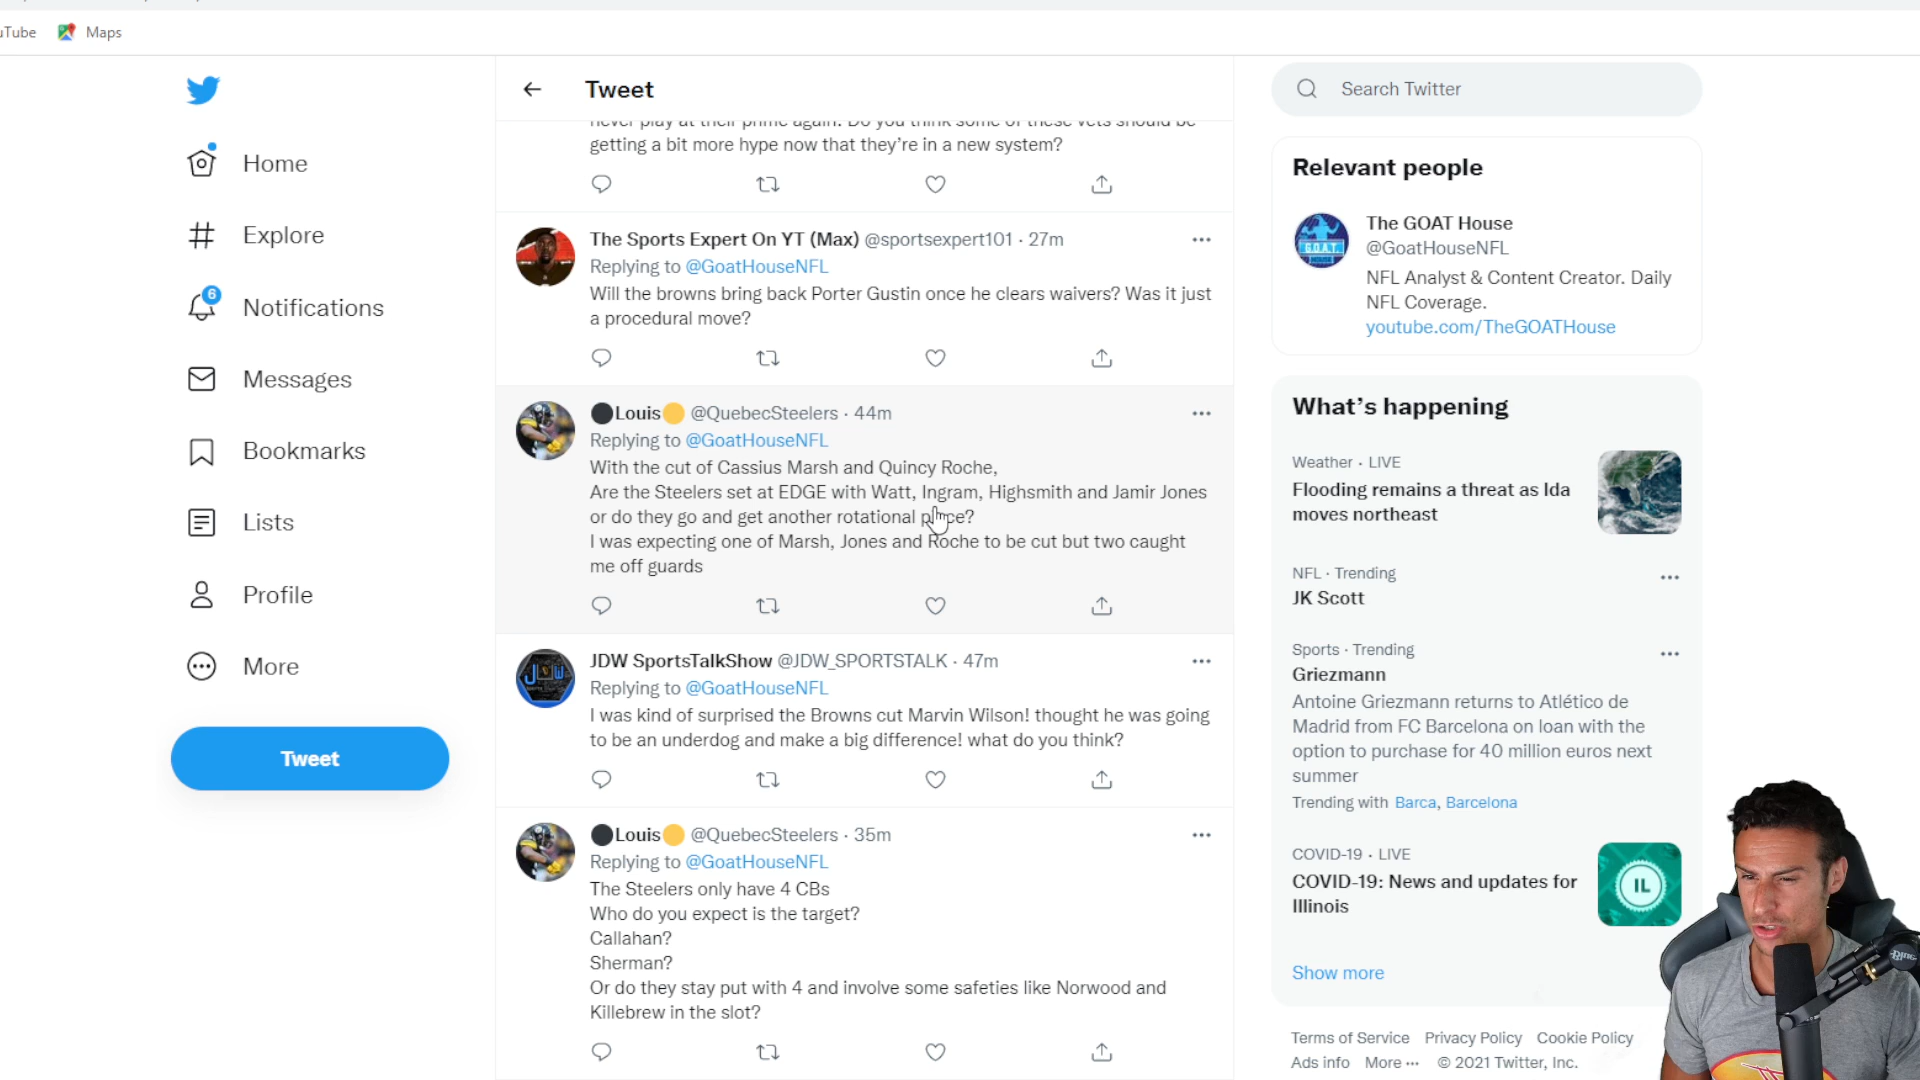 Tube
Maps
Tweet
Search Twitter
never play at their prime again. Do you think some of these vets should be
getting a bit more hype now that they're in a new system?
Home
Explore
6
Notifications
Messages
Bookmarks
Lists
Profile
More
Tweet
The Sports Expert On YT (Max) @sportsexpert101 · 27m
Replying to @GoatHouseNFL
Will the browns bring back Porter Gustin once he clears waivers? Was it just
a procedural move?
Louis @QuebecSteelers · 44m
Replying to @GoatHouseNFL
With the cut of Cassius Marsh and Quincy Roche,
Are the Steelers set at EDGE with Watt, Ingram, Highsmith and Jamir Jones
or do they go and get another rotational piece?
I was expecting one of Marsh, Jones and Roche to be cut but two caught
me off guards
JDW
JDW SportsTalkShow @JDW_SPORTSTALK · 47m
Replying to @GoatHouseNFL
I was kind of surprised the Browns cut Marvin Wilson! thought he was going
to be an underdog and make a big difference! what do you think?
Louis @QuebecSteelers · 35m
Replying to @GoatHouseNFL
The Steelers only have 4 CBs
Who do you expect is the target?
Callahan?
Sherman?
Or do they stay put with 4 and involve some safeties like Norwood and
Killebrew in the slot?
Relevant people
G.O.A.T.
HOUSE
The GOAT House
@GoatHouseNFL
NFL Analyst & Content Creator. Daily
NFL Coverage.
youtube.com/TheGOATHouse
What's happening
Weather · LIVE
Flooding remains a threat as Ida
moves northeast
NFL · Trending
JK Scott
Sports · Trending
Griezmann
Antoine Griezmann returns to Atlético de
Madrid from FC Barcelona on loan with the
option to purchase for 40 million euros next
summer
Trending with Barca, Barcelona
COVID-19 · LIVE
COVID-19: News and updates for
Illinois
IL
Show more
Terms of Service Privacy Policy Cookie Policy
Ads info More ··· © 2021 Twitter, Inc.